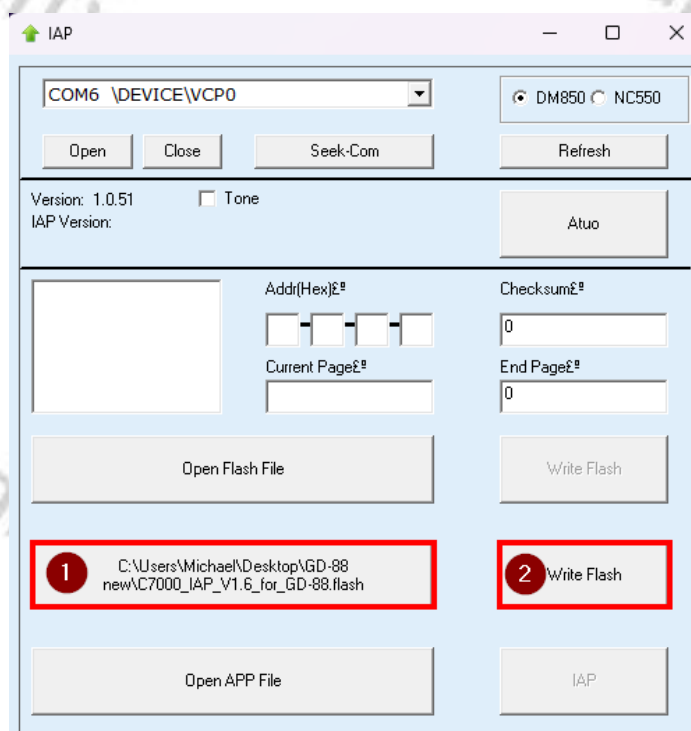 IAP
COM6 \DEVICE\VCP0
DM850 NC550
Open Close Seek-Com Refresh
Version: 1.0.51 Tone
IAP Version:
Atuo
Addr(Hex)£º Checksum£º
0
Current Page£º End Page£º
0
Open Flash File Write Flash
1 C:\Users\Michael\Desktop\GD-88
new\C7000_IAP_V1.6_for_GD-88.flash
2 Write Flash
Open APP File IAP